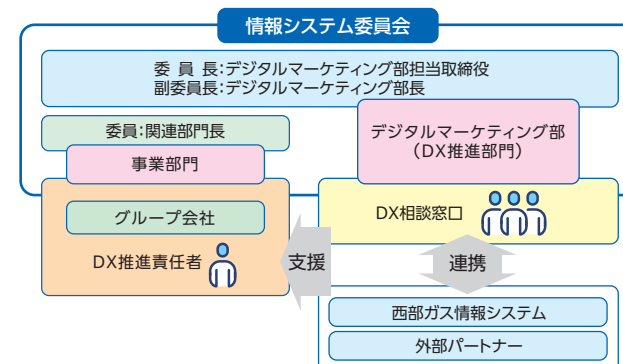 情報システム委員会
委 員 長:デジタルマーケティング部担当取締役
副委員長:デジタルマーケティング部長
委員:関連部門長
事業部門
デジタルマーケティング部
(DX推進部門)
グループ会社
DX推進責任者
支援
DX相談窓口
連携
西部ガス情報システム
外部パートナー